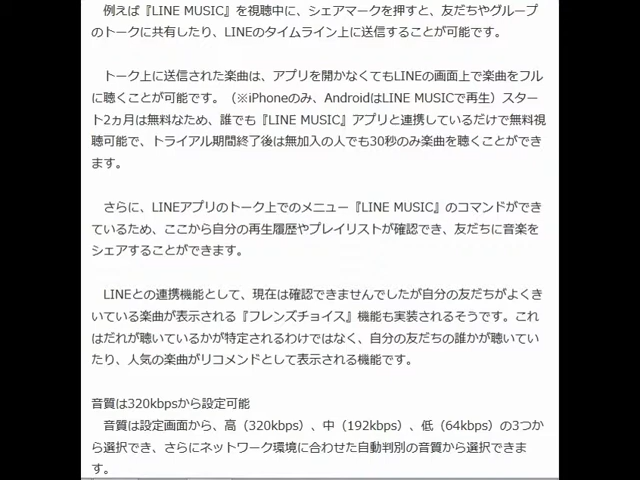 例えば『LINE MUSIC』を視聴中に、シェアマークを押すと、友だちやグループ
のトークに共有したり、LINEのタイムライン上に送信することが可能です。
トーク上に送信された楽曲は、アプリを開かなくてもLINEの画面上で楽曲をフル
に聴くことが可能です。（※iPhoneのみ、AndroidはLINE MUSICで再生）スター
ト2ヵ月は無料なため、誰でも『LINE MUSIC』アプリと連携しているだけで無料視
聴可能で、トライアル期間終了後は無加入の人でも30秒のみ楽曲を聴くことができ
ます。
さらに、LINEアプリのトーク上でのメニュー『LINE MUSIC』のコマンドができ
ているため、ここから自分の再生履歴やプレイリストが確認でき、友だちに音楽を
シェアすることができます。
LINEとの連携機能として、現在は確認できませんでしたが自分の友だちがよくき
いている楽曲が表示される『フレンズチョイス』機能も実装されるそうです。これ
はだれが聴いているかが特定されるわけではなく、自分の友だちの誰かが聴いてい
たり、人気の楽曲がリコメンドとして表示される機能です。
音質は320kbpsから設定可能
音質は設定画面から、高（320kbps）、中（192kbps）、低（64kbps）の3つか
ら選択でき、さらにネットワーク環境に合わせた自動判別の音質から選択できま
す。